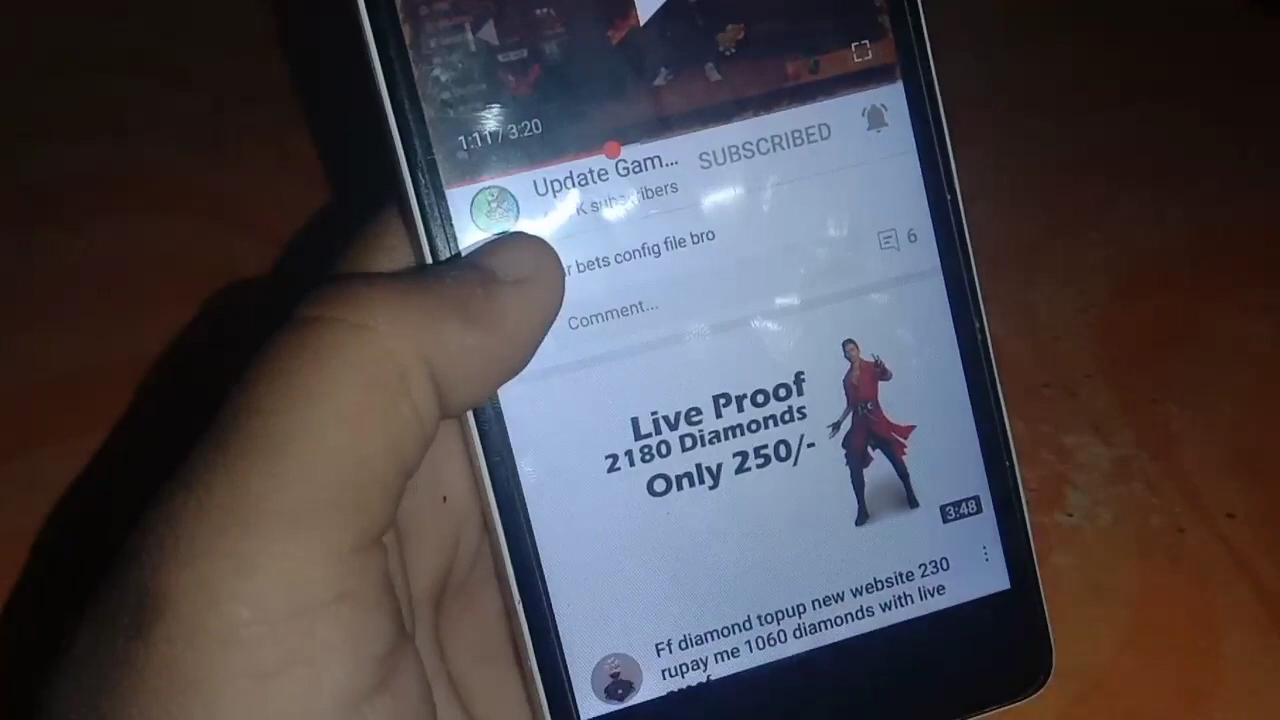 1:11 / 3:20
Update Gam...
SUBSCRIBED
K subscribers
bets config file bro
6
Comment...
Live Proof
2180 Diamonds
Only 250/-
3:48
Ff diamond topup new website 230
rupay me 1060 diamonds with live